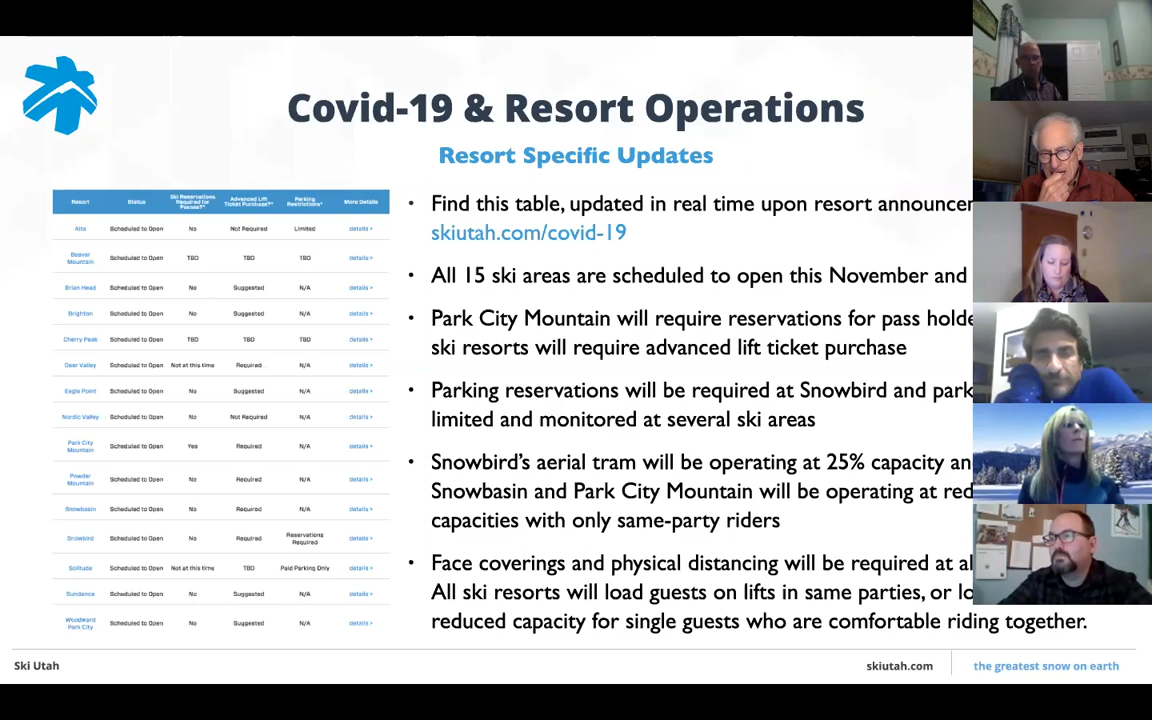 Covid-19 & Resort Operations
Resort Specific Updates
Resort Status Ski Reservations Required for Passes?* Advanced Lift Ticket Purchase?* Parking Restrictions* More Details
Alta Scheduled to Open No Not Required Limited details >
Beaver Mountain Scheduled to Open TBD TBD TBD details >
Brian Head Scheduled to Open No Suggested N/A details >
Brighton Scheduled to Open No Suggested N/A details >
Cherry Peak Scheduled to Open TBD TBD TBD details >
Deer Valley Scheduled to Open Not at this time Required N/A details >
Eagle Point Scheduled to Open No Suggested N/A details >
Nordic Valley Scheduled to Open No Not Required N/A details >
Park City Mountain Scheduled to Open Yes Required N/A details >
Powder Mountain Scheduled to Open No Required N/A details >
Snowbasin Scheduled to Open No Required N/A details >
Snowbird Scheduled to Open No Required Reservations Required details >
Solitude Scheduled to Open Not at this time TBD Paid Parking Only details >
Sundance Scheduled to Open No Suggested N/A details >
Woodward Park City Scheduled to Open No Suggested N/A details >
• Find this table, updated in real time upon resort
skiutah.com/covid-19
• All 15 ski areas are scheduled to open this November and
• Park City Mountain will require reservations for pass
ski resorts will require advanced lift ticket purchase
• Parking reservations will be required at Snowbird and
limited and monitored at several ski areas
• Snowbird's aerial tram will be operating at 25% capacity
Snowbasin and Park City Mountain will be operating at
capacities with only same-party riders
• Face coverings and physical distancing will be required at
All ski resorts will load guests on lifts in same parties, or
reduced capacity for single guests who are comfortable riding together.
Ski Utah
skiutah.com
the greatest snow on earth